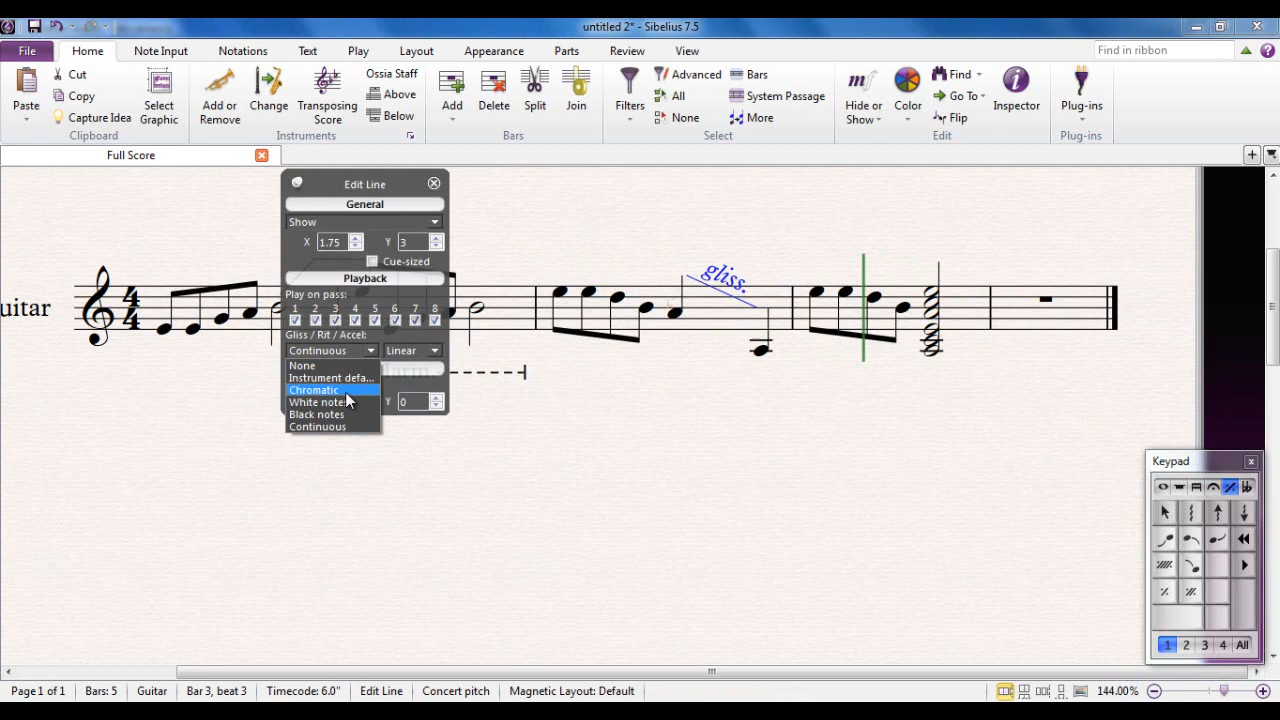 untitled 2* - Sibelius 7.5
File Home Note Input Notations Text Play Layout Appearance Parts Review View Find in ribbon
Paste Cut Copy Capture Idea Select Graphic
Clipboard
Add or Remove Change Transposing Score Ossia Staff Above Below
Instruments
Add Delete Split Join
Bars
Filters Advanced All None Bars System Passage More
Select
Hide or Show Color Find Go To Flip Inspector
Edit
Plug-ins
Plug-ins
Full Score
Edit Line
General
Show
X 1.75 Y 3
Cue-sized
Playback
Play on pass:
1 2 3 4 5 6 7 8
Gliss / Rit / Accel:
Continuous Linear
None
Instrument defa...
Chromatic
White notes
Black notes
Continuous
Y 0
uitar
4
4
gliss.
Keypad
1 2 3 4 All
Page 1 of 1 Bars: 5 Guitar Bar 3, beat 3 Timecode: 6.0" Edit Line Concert pitch Magnetic Layout: Default 144.00%